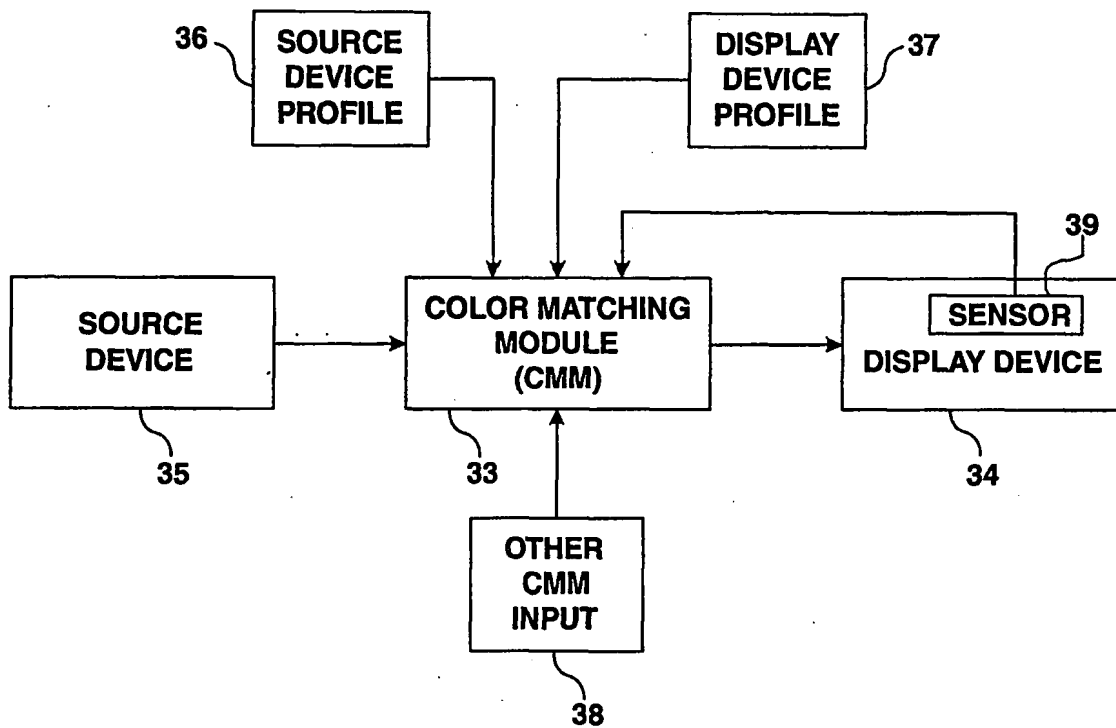 36
SOURCE
DEVICE
PROFILE
DISPLAY
DEVICE
PROFILE
37
39
SOURCE
DEVICE
COLOR MATCHING
MODULE
(CMM)
SENSOR
DISPLAY DEVICE
35
33
34
OTHER
CMM
INPUT
38